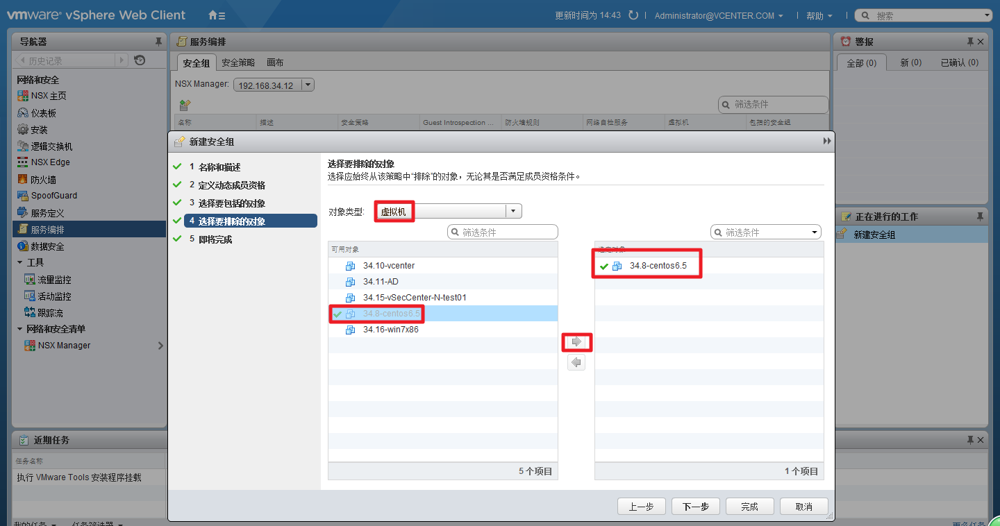 vmware® vSphere Web Client
更新时间为 14:43
Administrator@VCENTER.COM
帮助
搜索
导航器
历史记录
网络和安全
NSX 主页
仪表板
安装
逻辑交换机
NSX Edge
防火墙
SpoofGuard
服务定义
服务编排
数据安全
工具
流量监控
活动监控
跟踪流
网络和安全清单
NSX Manager
服务编排
安全组 安全策略 画布
NSX Manager: 192.168.34.12
筛选条件
名称 描述 安全策略 Guest Introspection ... 防火墙规则 网络自检服务 虚拟机 包括的安全组
新建安全组
1 名称和描述
2 定义动态成员资格
3 选择要包括的对象
4 选择要排除的对象
5 即将完成
选择要排除的对象
选择应始终从该策略中“排除”的对象，无论其是否满足成员资格条件。
对象类型: 虚拟机
筛选条件
可用对象
34.10-vcenter
34.11-AD
34.15-vSecCenter-N-test01
34.8-centos6.5
34.16-win7x86
5 个项目
筛选条件
选定对象
34.8-centos6.5
1 个项目
上一步 下一步 完成 取消
警报
全部 (0) 新 (0) 已确认 (0)
正在进行的工作
新建安全组
近期任务
任务名称
执行 VMware Tools 安装程序挂载
我的任务 任务筛选器
更多任务